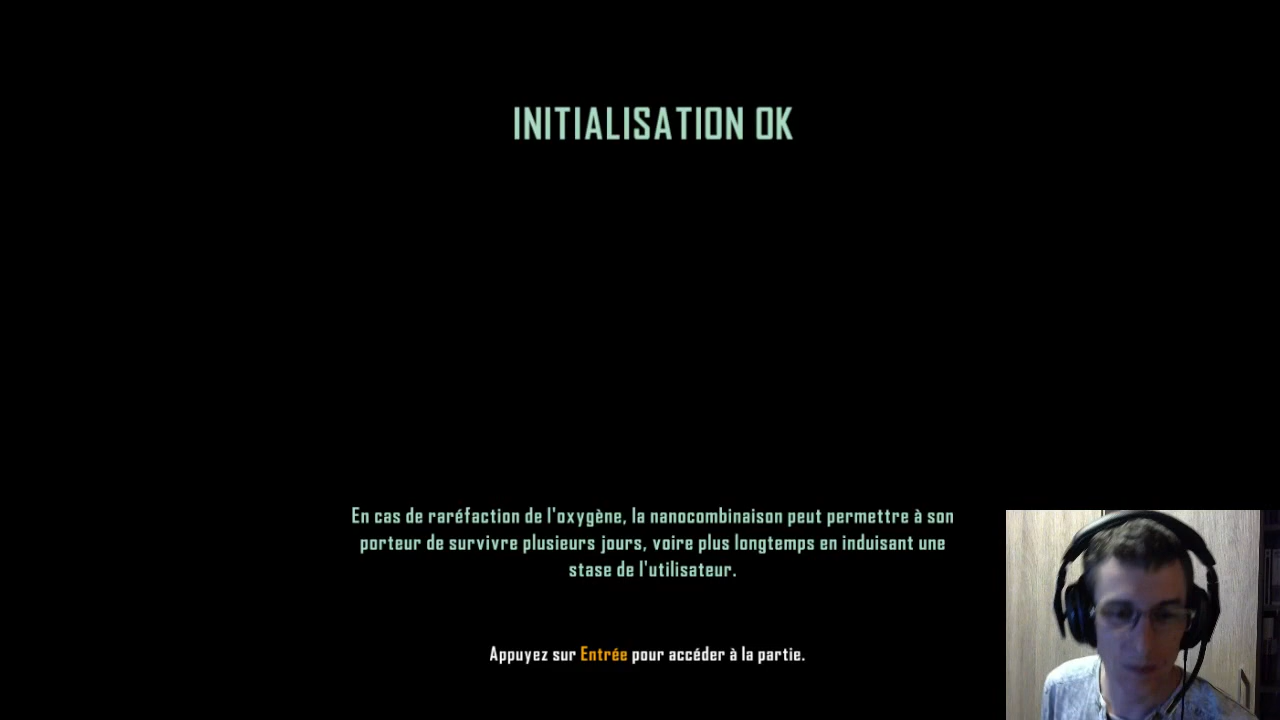 INITIALISATION OK
En cas de raréfaction de l'oxygène, la nanocombinaison peut permettre à son
porteur de survivre plusieurs jours, voire plus longtemps en induisant une
stase de l'utilisateur.
Appuyez sur Entrée pour accéder à la partie.